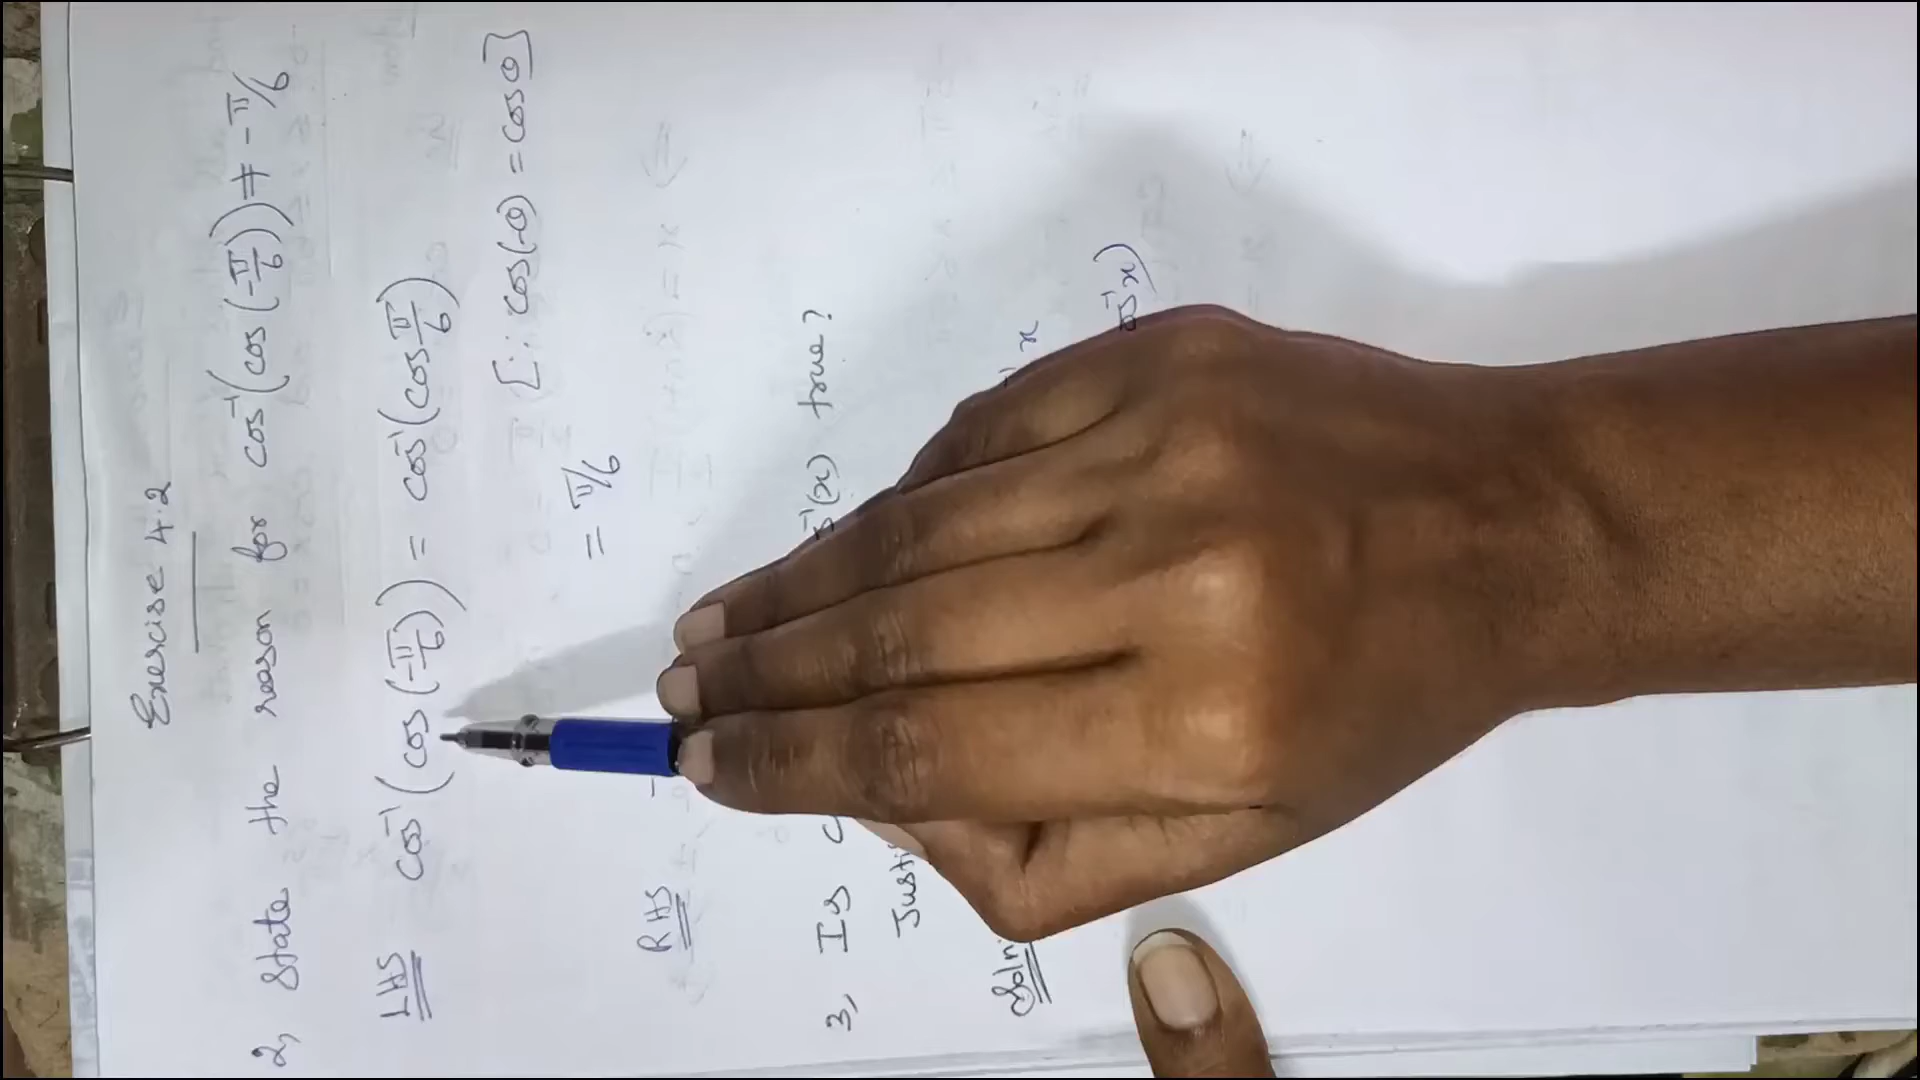 Exercise 4.2
2, State the reason for cos⁻¹(cos(-π/6)) ≠ -π/6
LHS cos⁻¹(cos(-π/6)) = cos⁻¹(cos π/6)
[∵ cos(-θ) = cos θ]
= π/6
RHS
3, Is (x) true?
Soln